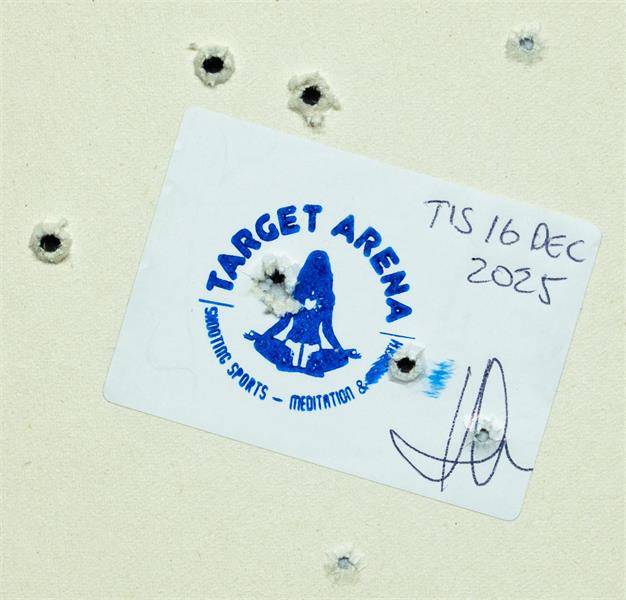 TARGET ARENA
SHOOTING SPORTS – MEDITATION &
TIS 16 DEC
2025